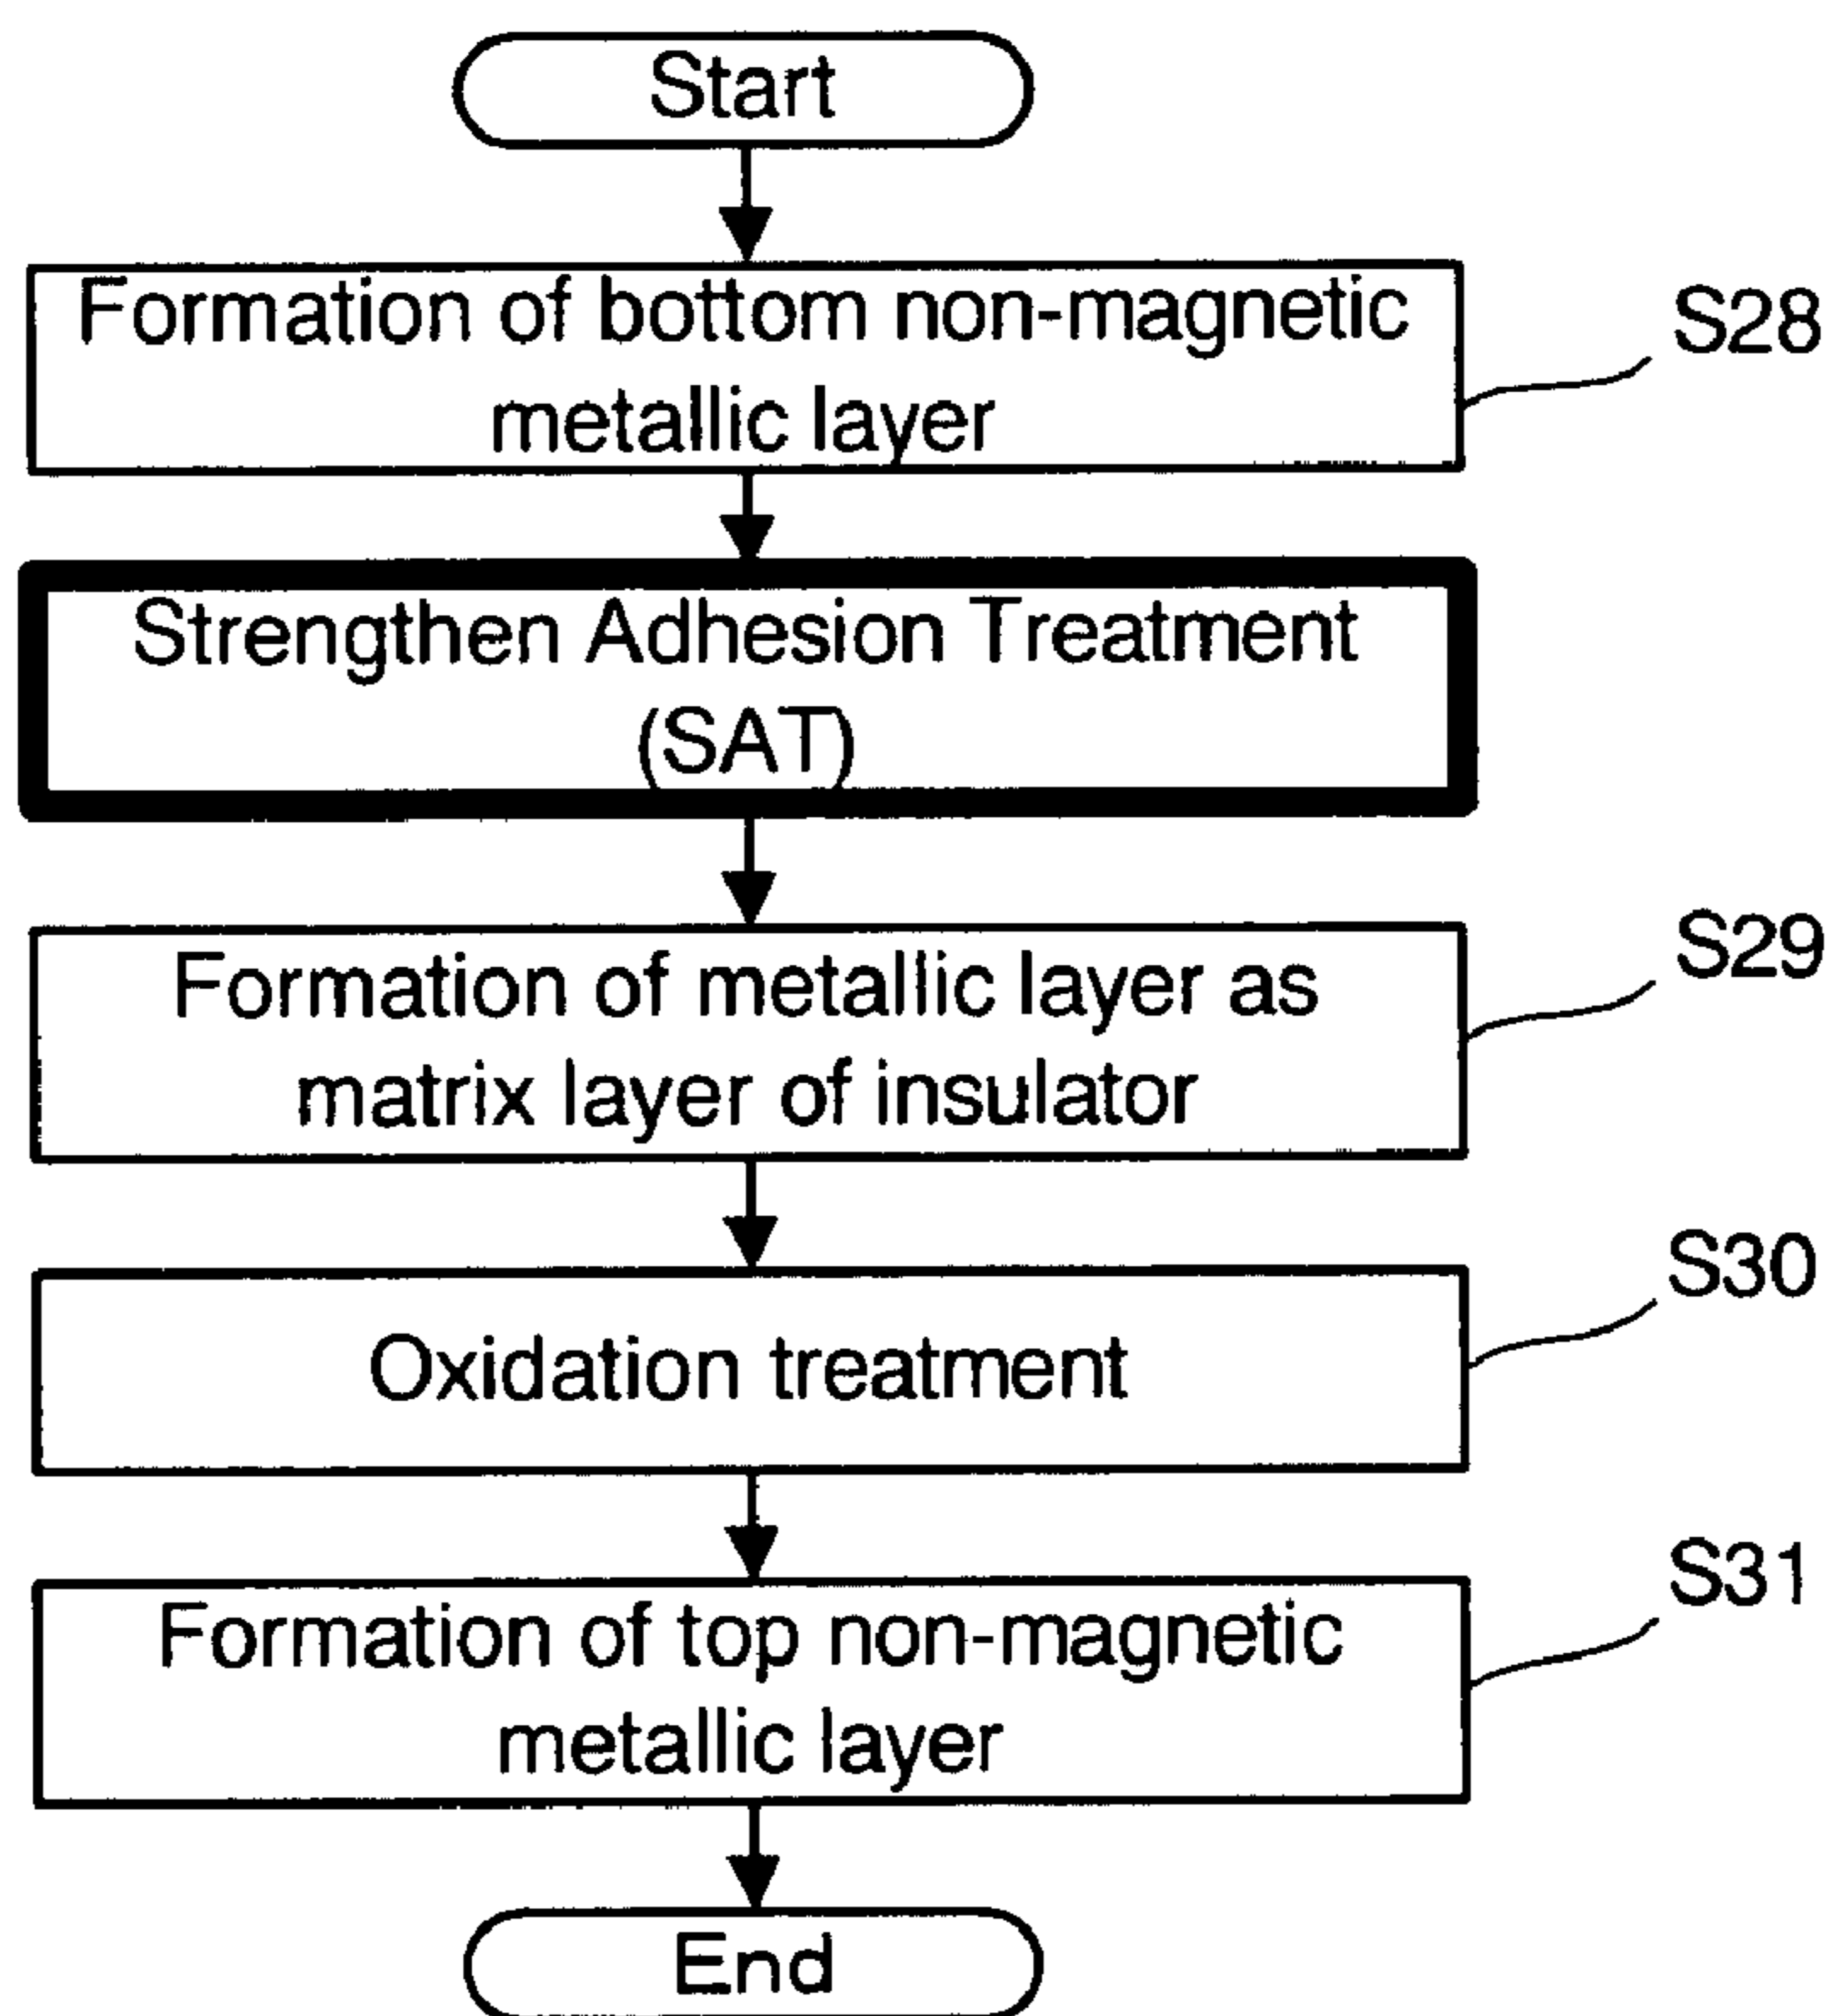 Start
Formation of bottom non-magnetic
metallic layer
S28
Strengthen Adhesion Treatment
(SAT)
Formation of metallic layer as
matrix layer of insulator
S29
Oxidation treatment
S30
Formation of top non-magnetic
metallic layer
S31
End